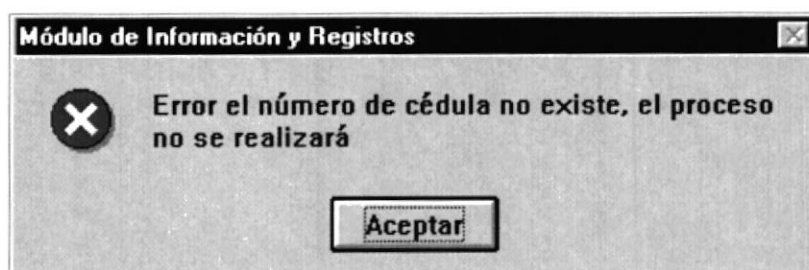 Módulo de Información y Registros
Error el número de cédula no existe, el proceso
no se realizará
Aceptar